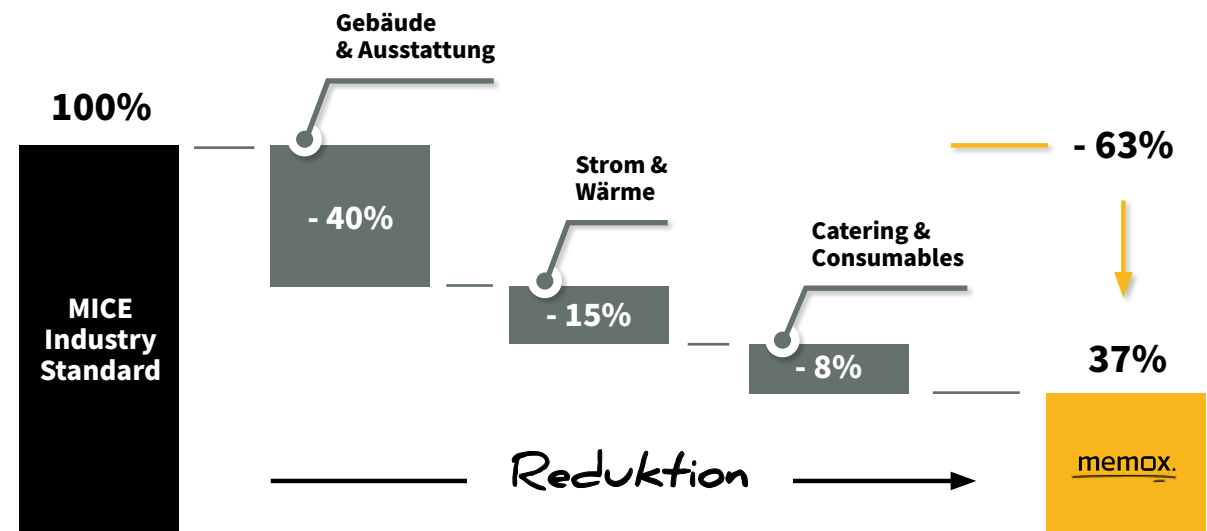 Gebäude
& Ausstattung
100%
- 63%
Strom &
Wärme
- 40%
Catering &
Consumables
MICE
Industry
Standard
- 15%
- 8%
37%
Reduktion
memox.